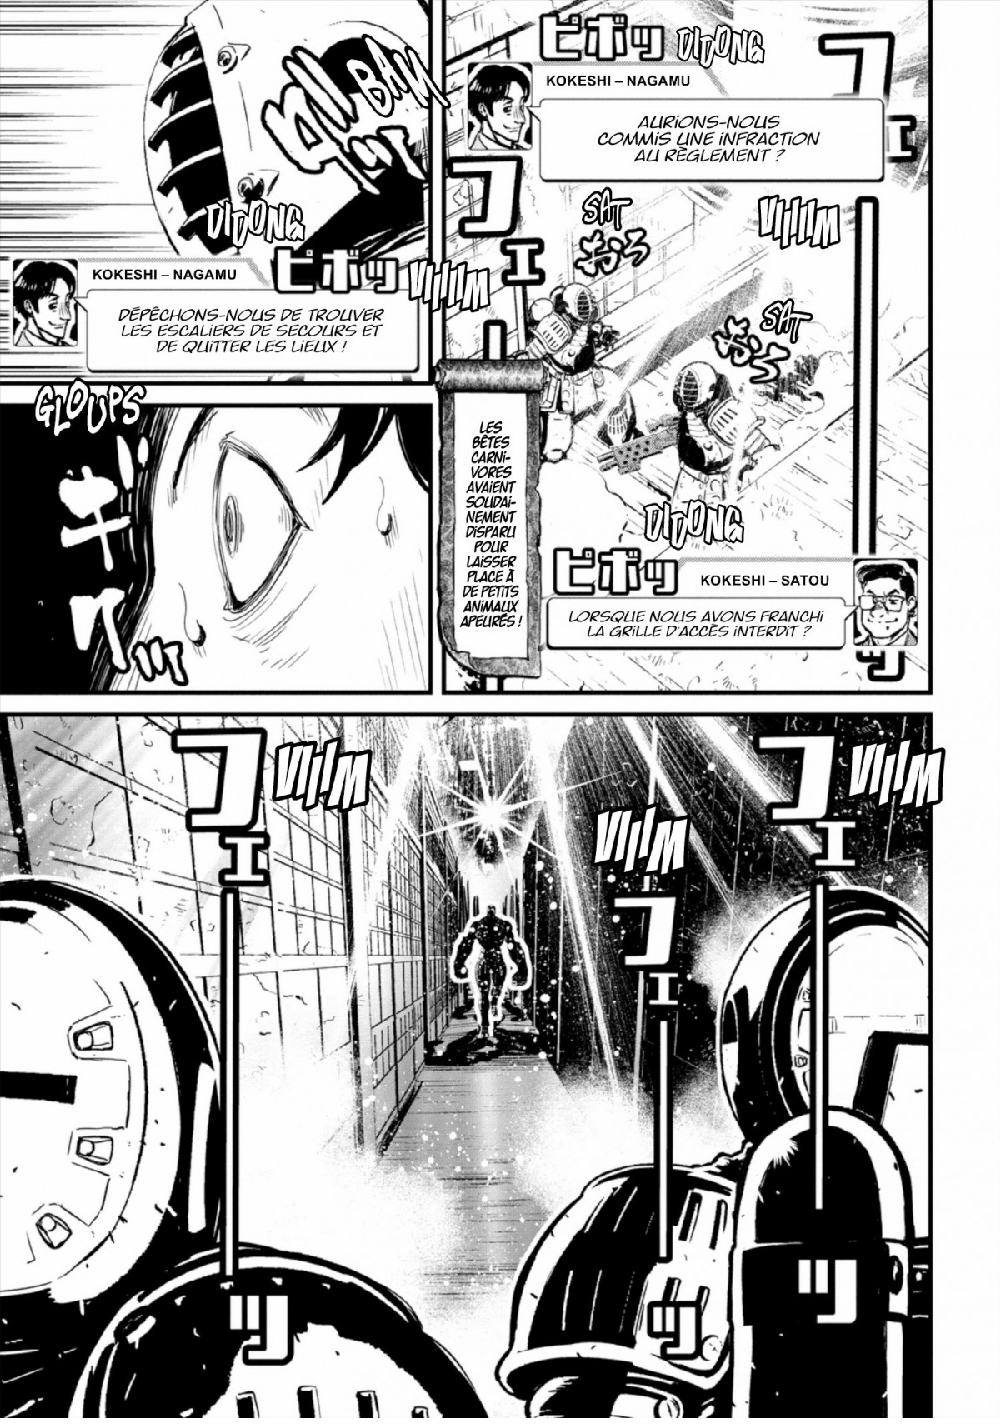 ピボッ
DIDONG
KOKESHI – NAGAMU
AURIONS-NOUS
COMMIS UNE INFRACTION
AU RÈGLEMENT ?
フェ
ッ
VIIIIM
フェ
SAT
SAT
LES
BÊTES
CARNI-
VORES
AVAIENT
SOUDAI-
NEMENT
DISPARU
POUR
LAISSER
PLACE À
DE PETITS
ANIMAUX
APEURÉS !
DIDONG
ピボッ
KOKESHI – SATOU
LORSQUE NOUS AVONS FRANCHI
LA GRILLE D'ACCÈS INTERDIT ?
BAM
DIDONG
ピボッ
VIIIIM
KOKESHI – NAGAMU
DÉPÊCHONS-NOUS DE TROUVER
LES ESCALIERS DE SECOURS ET
DE QUITTER LES LIEUX !
GLOUPS
フェ
ッ
VIIIM
フェ
ッ
VIIIM
フェ
ッ
VIIIM